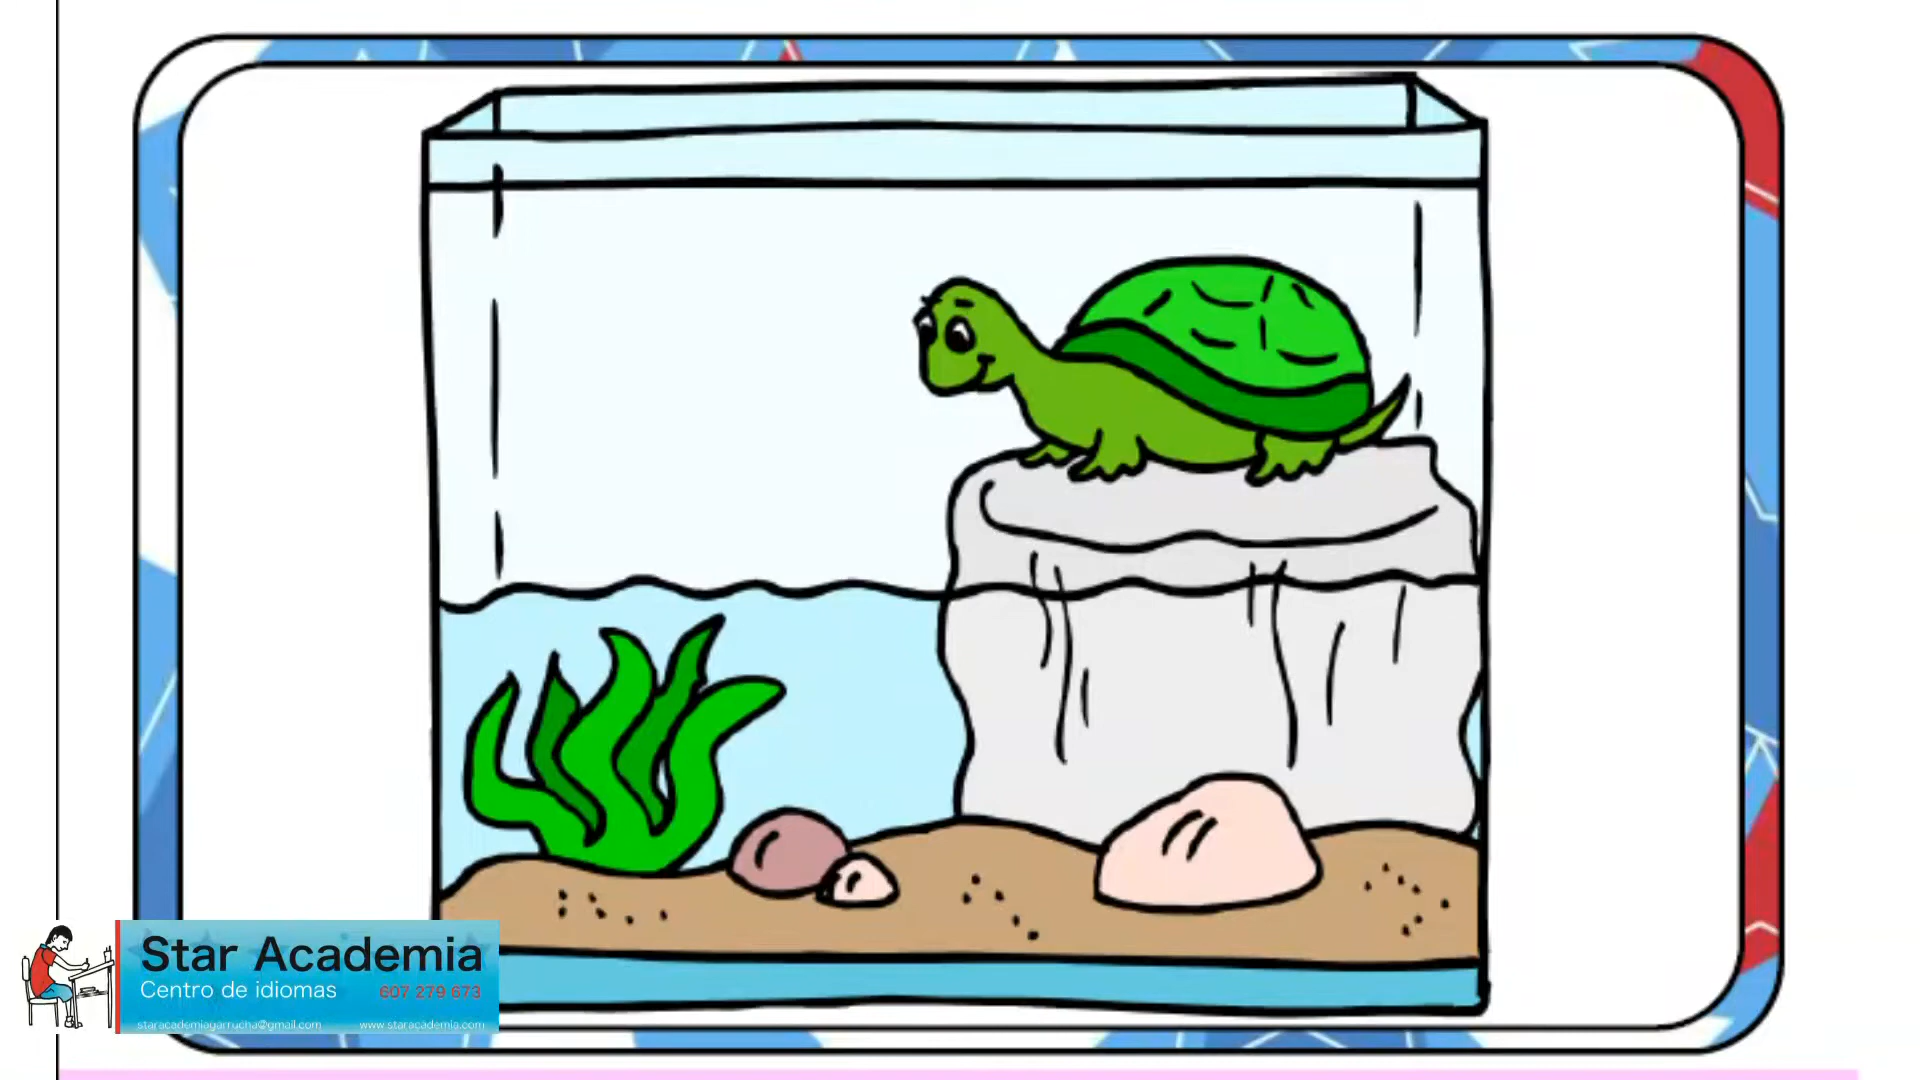 Star Academia
Centro de idiomas 607 279 673
staracademiagarrucha@gmail.com www.staracademia.com